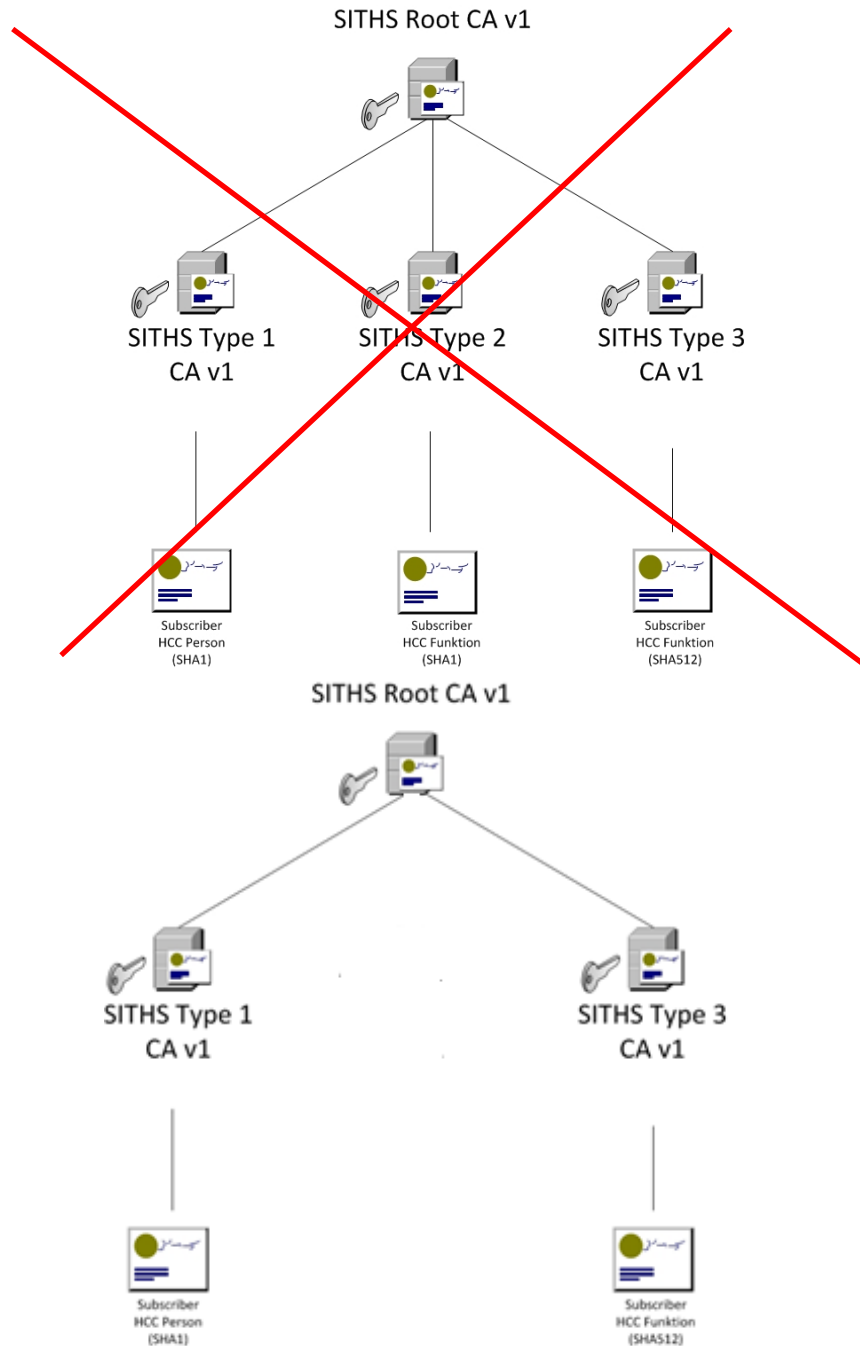 SITHS Root CA v1
SITHS Type 1
CA v1
SITHS Type 2
CA v1
SITHS Type 3
CA v1
Subscriber
HCC Person
(SHA1)
Subscriber
HCC Funktion
(SHA1)
Subscriber
HCC Funktion
(SHA512)
SITHS Root CA v1
SITHS Type 1
CA v1
SITHS Type 3
CA v1
Subscriber
HCC Person
(SHA1)
Subscriber
HCC Funktion
(SHA512)